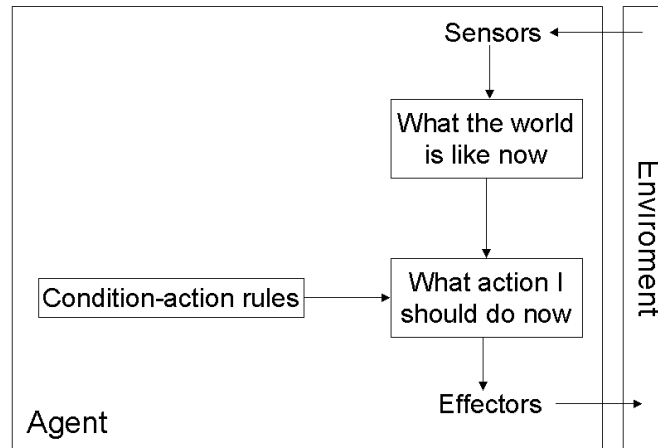 Sensors
What the world
is like now
Enviroment
Condition-action rules
What action I
should do now
Effectors
Agent